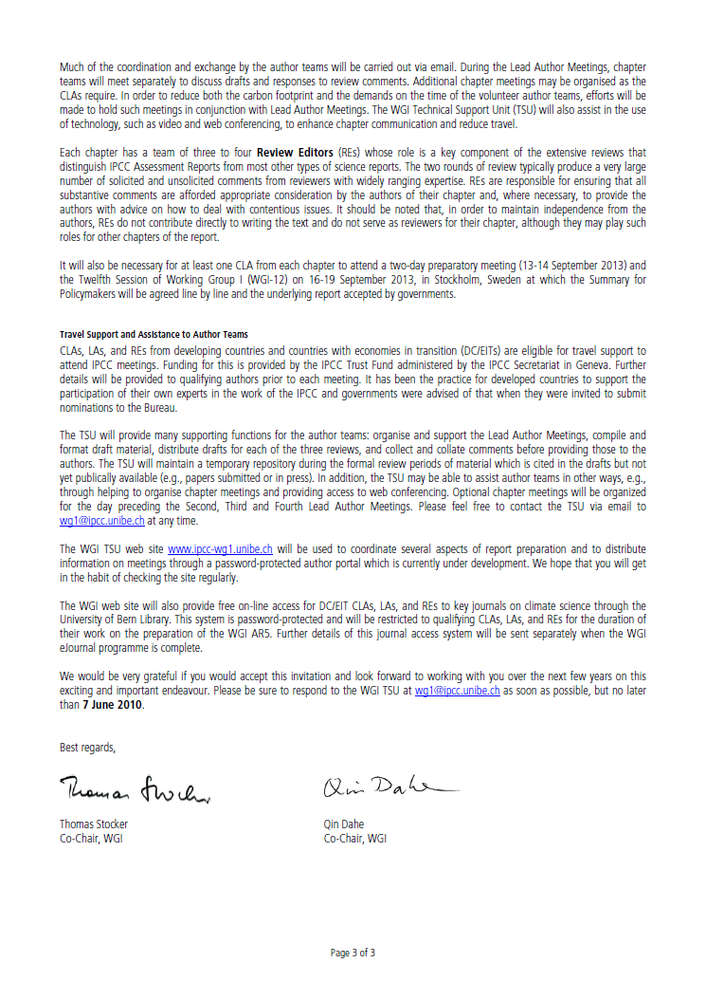 Much of the coordination and exchange by the author teams will be carried out via email. During the Lead Author Meetings, chapter
teams will meet separately to discuss drafts and responses to review comments. Additional chapter meetings may be organised as the
CLAs require. In order to reduce both the carbon footprint and the demands on the time of the volunteer author teams, efforts will be
made to hold such meetings in conjunction with Lead Author Meetings. The WGI Technical Support Unit (TSU) will also assist in the use
of technology, such as video and web conferencing, to enhance chapter communication and reduce travel.
Each chapter has a team of three to four Review Editors (REs) whose role is a key component of the extensive reviews that
distinguish IPCC Assessment Reports from most other types of science reports. The two rounds of review typically produce a very large
number of solicited and unsolicited comments from reviewers with widely ranging expertise. REs are responsible for ensuring that all
substantive comments are afforded appropriate consideration by the authors of their chapter and, where necessary, to provide the
authors with advice on how to deal with contentious issues. It should be noted that, in order to maintain independence from the
authors, REs do not contribute directly to writing the text and do not serve as reviewers for their chapter, although they may play such
roles for other chapters of the report.
It will also be necessary for at least one CLA from each chapter to attend a two-day preparatory meeting (13-14 September 2013) and
the Twelfth Session of Working Group I (WGI-12) on 16-19 September 2013, in Stockholm, Sweden at which the Summary for
Policymakers will be agreed line by line and the underlying report accepted by governments.
Travel Support and Assistance to Author Teams
CLAs, LAs, and REs from developing countries and countries with economies in transition (DC/EITs) are eligible for travel support to
attend IPCC meetings. Funding for this is provided by the IPCC Trust Fund administered by the IPCC Secretariat in Geneva. Further
details will be provided to qualifying authors prior to each meeting. It has been the practice for developed countries to support the
participation of their own experts in the work of the IPCC and governments were advised of that when they were invited to submit
nominations to the Bureau.
The TSU will provide many supporting functions for the author teams: organise and support the Lead Author Meetings, compile and
format draft material, distribute drafts for each of the three reviews, and collect and collate comments before providing those to the
authors. The TSU will maintain a temporary repository during the formal review periods of material which is cited in the drafts but not
yet publically available (e.g., papers submitted or in press). In addition, the TSU may be able to assist author teams in other ways, e.g.,
through helping to organise chapter meetings and providing access to web conferencing. Optional chapter meetings will be organized
for the day preceding the Second, Third and Fourth Lead Author Meetings. Please feel free to contact the TSU via email to
wg1@ipcc.unibe.ch at any time.
The WGI TSU web site www.ipcc-wg1.unibe.ch will be used to coordinate several aspects of report preparation and to distribute
information on meetings through a password-protected author portal which is currently under development. We hope that you will get
in the habit of checking the site regularly.
The WGI web site will also provide free on-line access for DC/EIT CLAs, LAs, and REs to key journals on climate science through the
University of Bern Library. This system is password-protected and will be restricted to qualifying CLAs, LAs, and REs for the duration of
their work on the preparation of the WGI AR5. Further details of this journal access system will be sent separately when the WGI
eJournal programme is complete.
We would be very grateful if you would accept this invitation and look forward to working with you over the next few years on this
exciting and important endeavour. Please be sure to respond to the WGI TSU at wg1@ipcc.unibe.ch as soon as possible, but no later
than 7 June 2010.
Best regards,
Thomas Stocker Qin Dahe
Thomas Stocker Qin Dahe
Co-Chair, WGI Co-Chair, WGI
Page 3 of 3